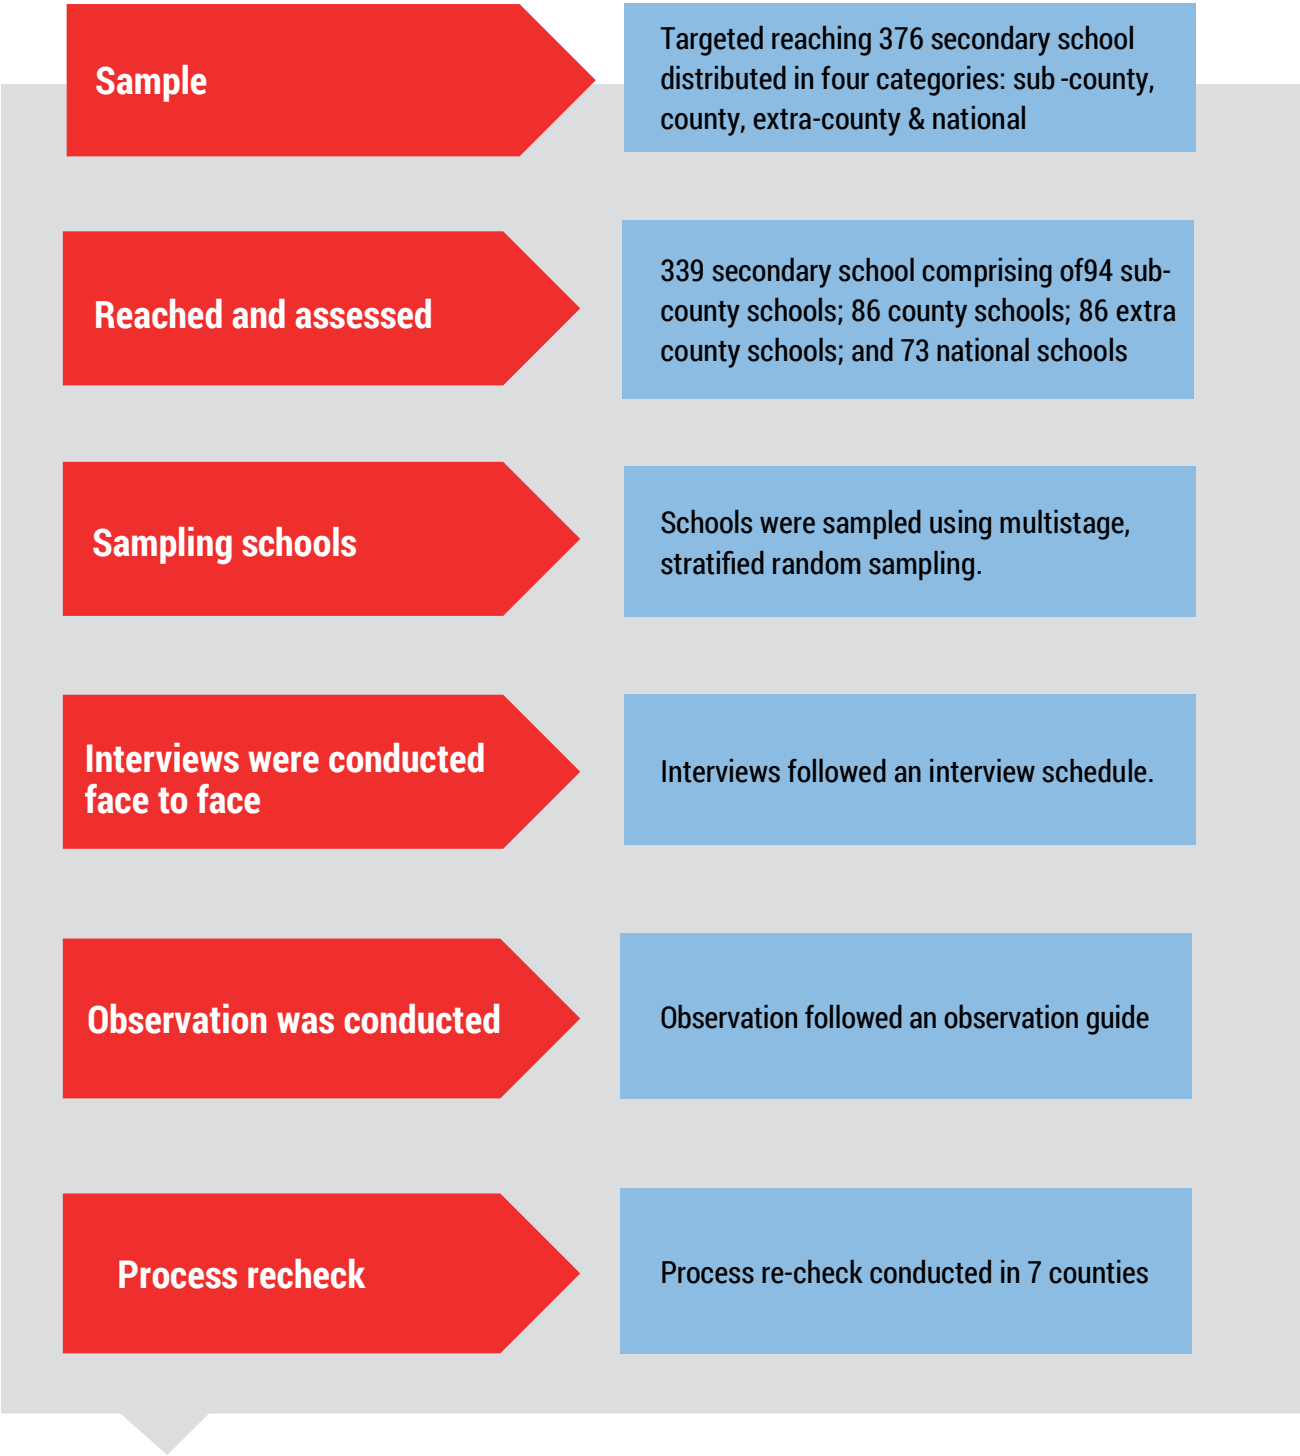 Sample
Targeted reaching 376 secondary school
distributed in four categories: sub -county,
county, extra-county & national
Reached and assessed
339 secondary school comprising of94 sub-
county schools; 86 county schools; 86 extra
county schools; and 73 national schools
Sampling schools
Schools were sampled using multistage,
stratified random sampling.
Interviews were conducted
face to face
Interviews followed an interview schedule.
Observation was conducted
Observation followed an observation guide
Process recheck
Process re-check conducted in 7 counties